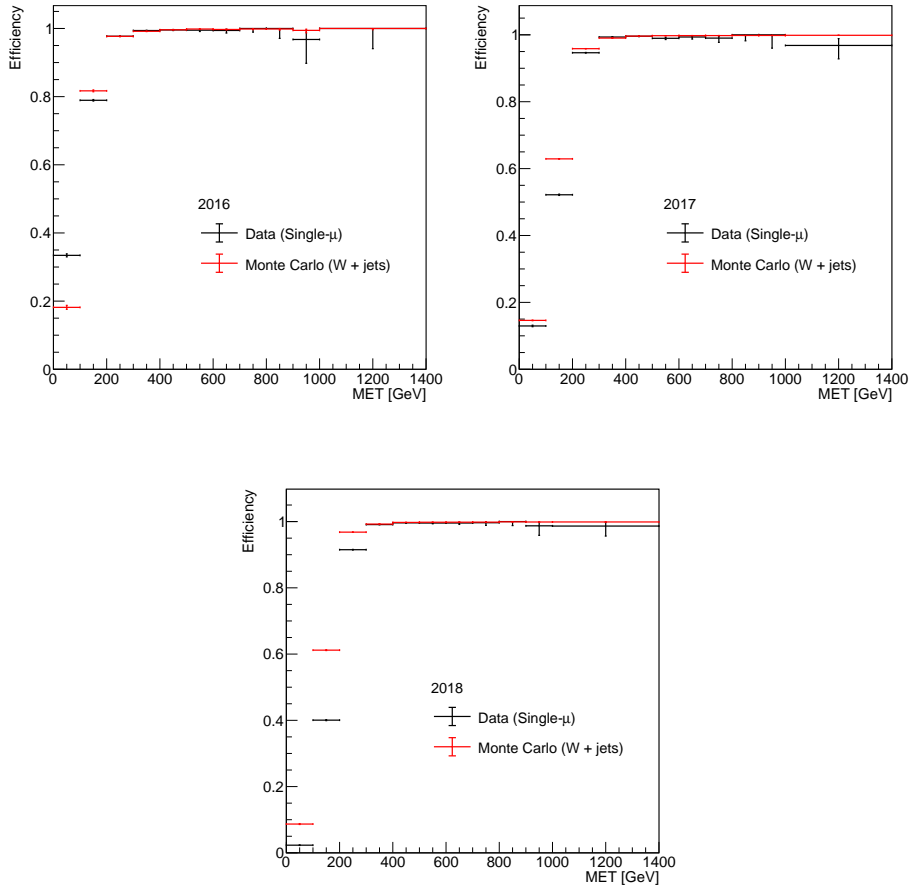 Efficiency
1
0.8
0.6
0.4
0.2
0
2016
Data (Single-μ)
Monte Carlo (W + jets)
0 200 400 600 800 1000 1200 1400
MET [GeV]
Efficiency
1
0.8
0.6
0.4
0.2
0
2017
Data (Single-μ)
Monte Carlo (W + jets)
0 200 400 600 800 1000 1200 1400
MET [GeV]
Efficiency
1
0.8
0.6
0.4
0.2
0
2018
Data (Single-μ)
Monte Carlo (W + jets)
0 200 400 600 800 1000 1200 1400
MET [GeV]